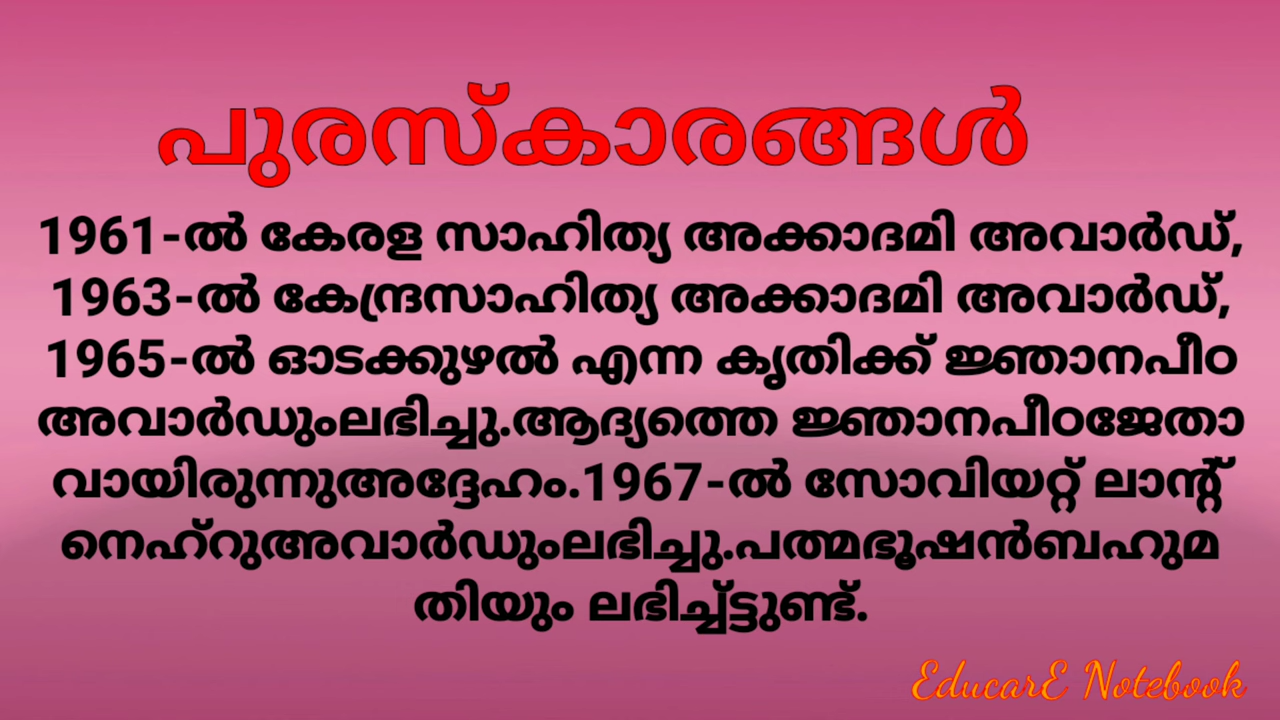 പുരസ്കാരങ്ങൾ
1961-ൽ കേരള സാഹിത്യ അക്കാദമി അവാർഡ്,
1963-ൽ കേന്ദ്രസാഹിത്യ അക്കാദമി അവാർഡ്,
1965-ൽ ഓടക്കുഴൽ എന്ന കൃതിക്ക് ജ്ഞാനപീഠ
അവാർഡുംലഭിച്ചു.ആദ്യത്തെ ജ്ഞാനപീഠജേതാ
വായിരുന്നുഅദ്ദേഹം.1967-ൽ സോവിയറ്റ് ലാന്റ്
നെഹ്റുഅവാർഡുംലഭിച്ചു.പത്മഭൂഷൻബഹുമ
തിയും ലഭിച്ച്ട്ടുണ്ട്.
EducarE Notebook